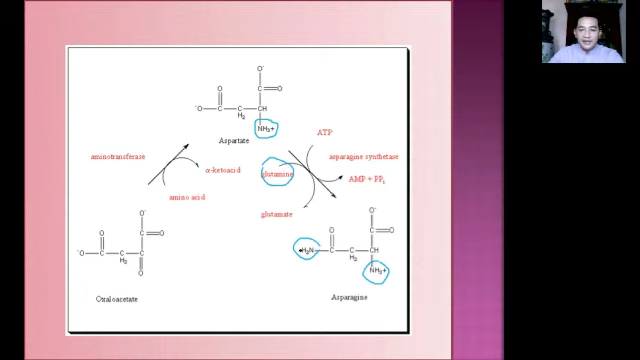 O⁻
O
C
O
⁻O
C
C
H₂
CH
NH3+
Aspartate
ATP
aminotransferase
glutamine
asparagine synthetase
α-ketoacid
AMP + PPᵢ
amino acid
glutamate
O⁻
O
C
O
⁻O
C
C
H₂
C
O
Oxaloacetate
O⁻
O
C
O
H₂N
C
C
H₂
CH
NH3+
Asparagine